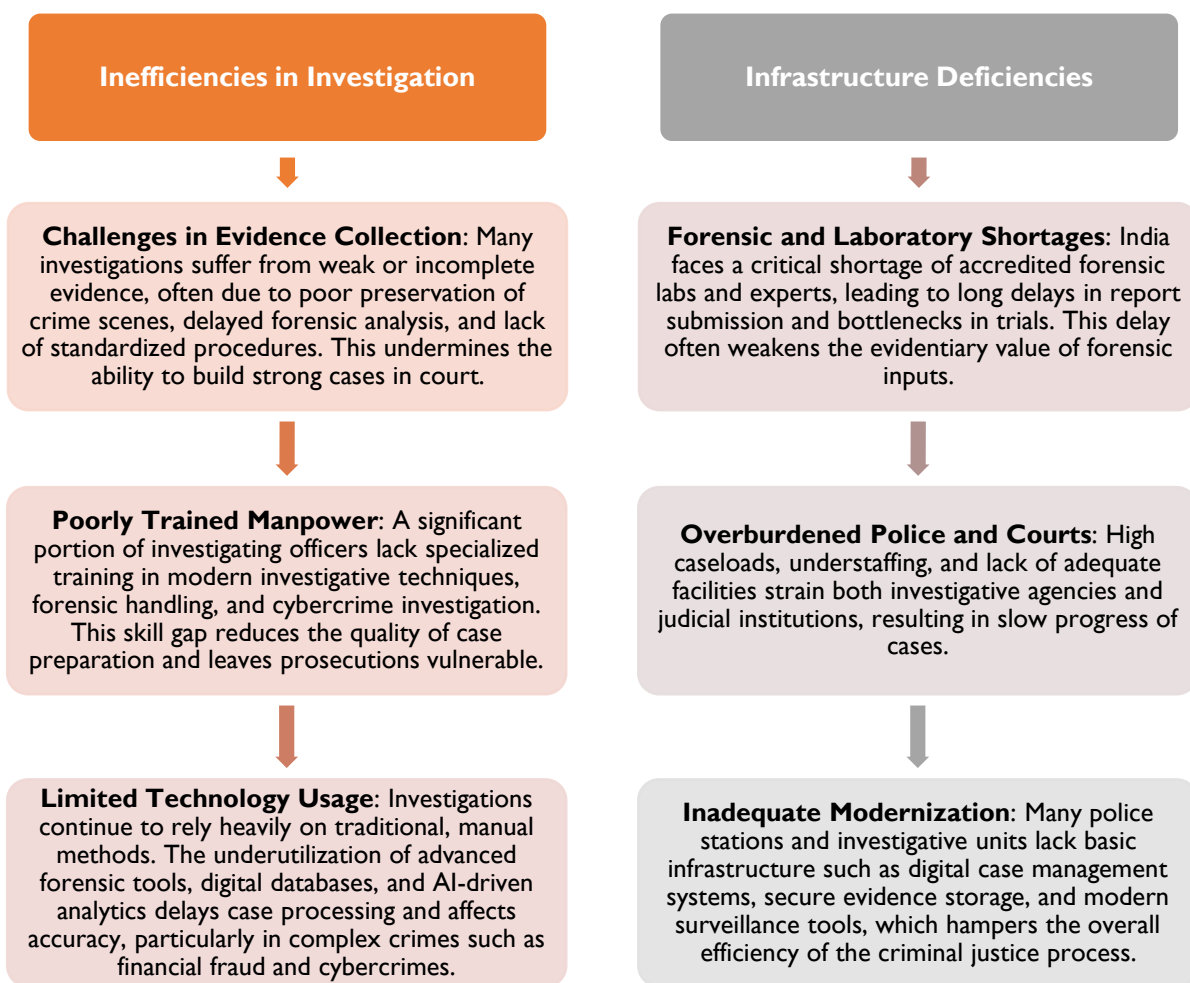 Inefficiencies in Investigation
Challenges in Evidence Collection: Many
investigations suffer from weak or incomplete
evidence, often due to poor preservation of
crime scenes, delayed forensic analysis, and lack
of standardized procedures. This undermines the
ability to build strong cases in court.
Poorly Trained Manpower: A significant
portion of investigating officers lack specialized
training in modern investigative techniques,
forensic handling, and cybercrime investigation.
This skill gap reduces the quality of case
preparation and leaves prosecutions vulnerable.
Limited Technology Usage: Investigations
continue to rely heavily on traditional, manual
methods. The underutilization of advanced
forensic tools, digital databases, and AI-driven
analytics delays case processing and affects
accuracy, particularly in complex crimes such as
financial fraud and cybercrimes.
Infrastructure Deficiencies
Forensic and Laboratory Shortages: India
faces a critical shortage of accredited forensic
labs and experts, leading to long delays in report
submission and bottlenecks in trials. This delay
often weakens the evidentiary value of forensic
inputs.
Overburdened Police and Courts: High
caseloads, understaffing, and lack of adequate
facilities strain both investigative agencies and
judicial institutions, resulting in slow progress of
cases.
Inadequate Modernization: Many police
stations and investigative units lack basic
infrastructure such as digital case management
systems, secure evidence storage, and modern
surveillance tools, which hampers the overall
efficiency of the criminal justice process.